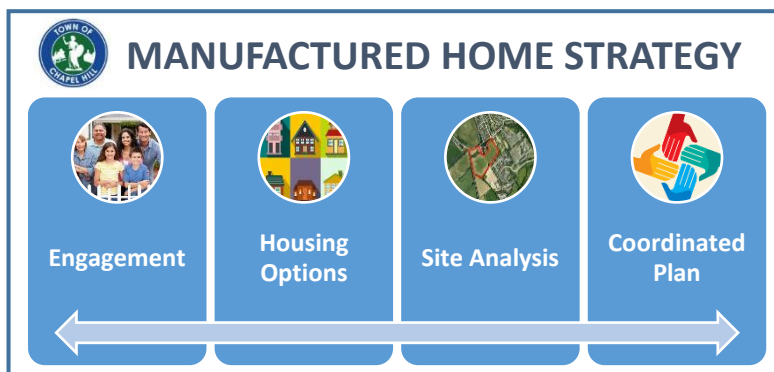 TOWN OF
CHAPEL HILL
MANUFACTURED HOME STRATEGY
Engagement
Housing
Options
Site Analysis
Coordinated
Plan